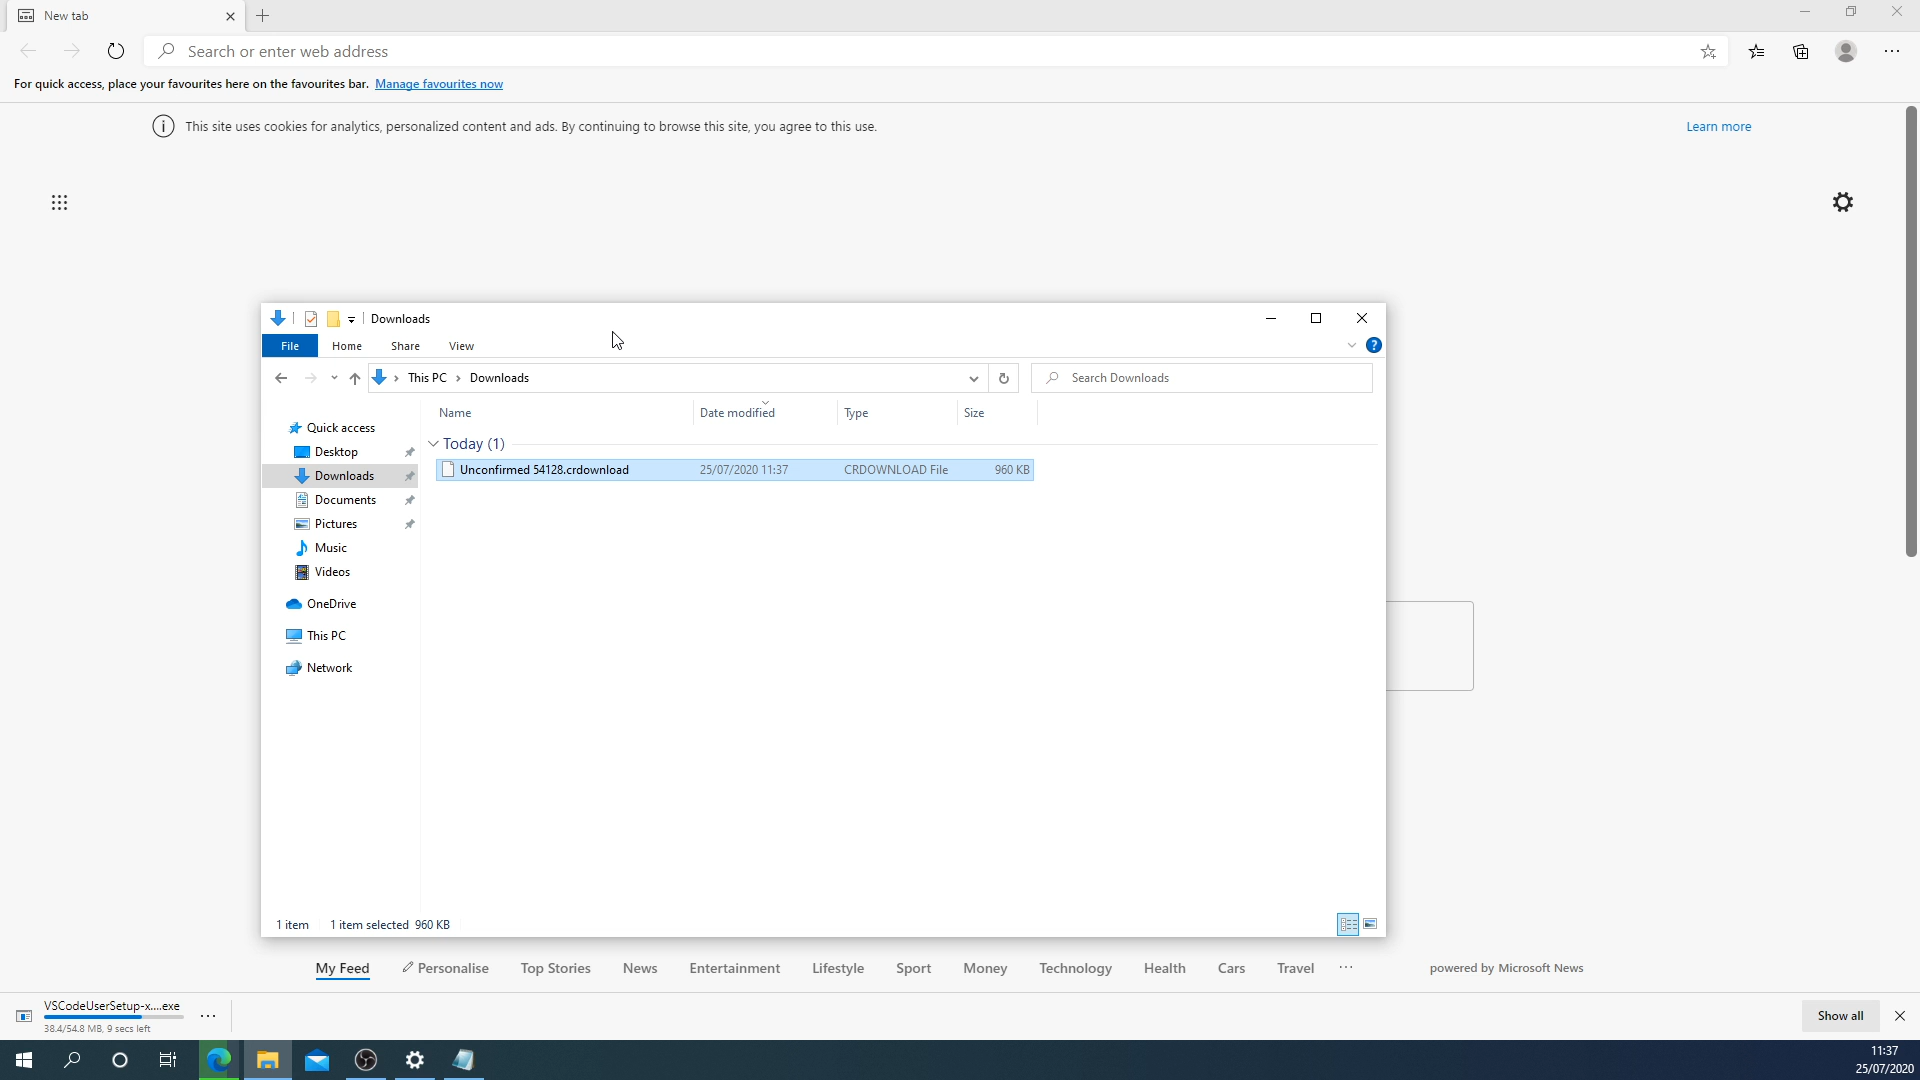 New tab
Search or enter web address
For quick access, place your favourites here on the favourites bar. Manage favourites now
This site uses cookies for analytics, personalized content and ads. By continuing to browse this site, you agree to this use. Learn more
Downloads
File Home Share View
This PC Downloads Search Downloads
Name Date modified Type Size
Quick access
Today (1)
Desktop
Unconfirmed 54128.crdownload 25/07/2020 11:37 CRDOWNLOAD File 960 KB
Downloads
Documents
Pictures
Music
Videos
OneDrive
This PC
Network
1 item 1 item selected 960 KB
My Feed Personalise Top Stories News Entertainment Lifestyle Sport Money Technology Health Cars Travel ... powered by Microsoft News
VSCodeUserSetup-x....exe
38.4/54.8 MB, 9 secs left
Show all
11:37
25/07/2020